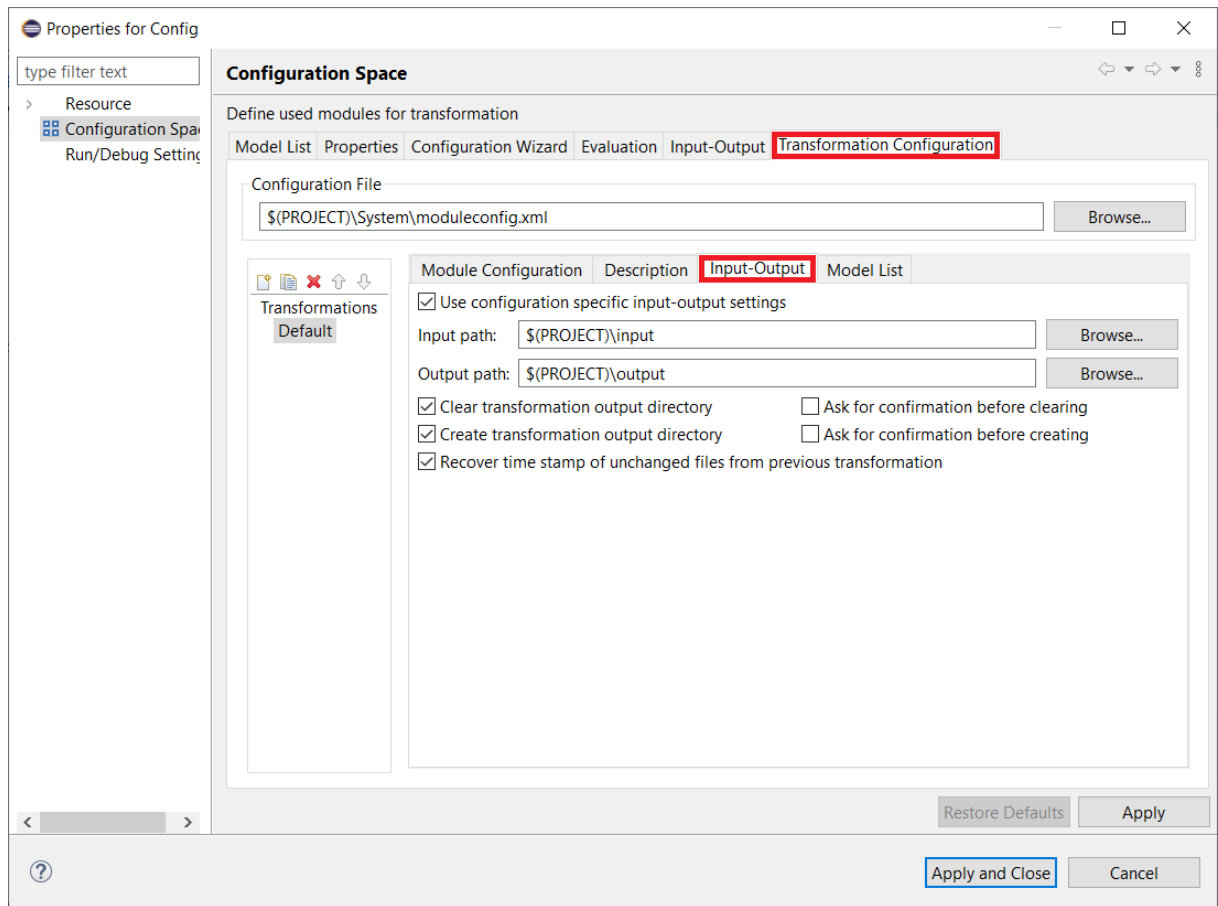 Properties for Config
type filter text
Resource
Configuration Spa
Run/Debug Setting
Configuration Space
Define used modules for transformation
Model List Properties Configuration Wizard Evaluation Input-Output Transformation Configuration
Configuration File
$(PROJECT)\System\moduleconfig.xml Browse...
Transformations
Default
Module Configuration Description Input-Output Model List
Use configuration specific input-output settings
Input path: $(PROJECT)\input Browse...
Output path: $(PROJECT)\output Browse...
Clear transformation output directory Ask for confirmation before clearing
Create transformation output directory Ask for confirmation before creating
Recover time stamp of unchanged files from previous transformation
Restore Defaults Apply
? Apply and Close Cancel